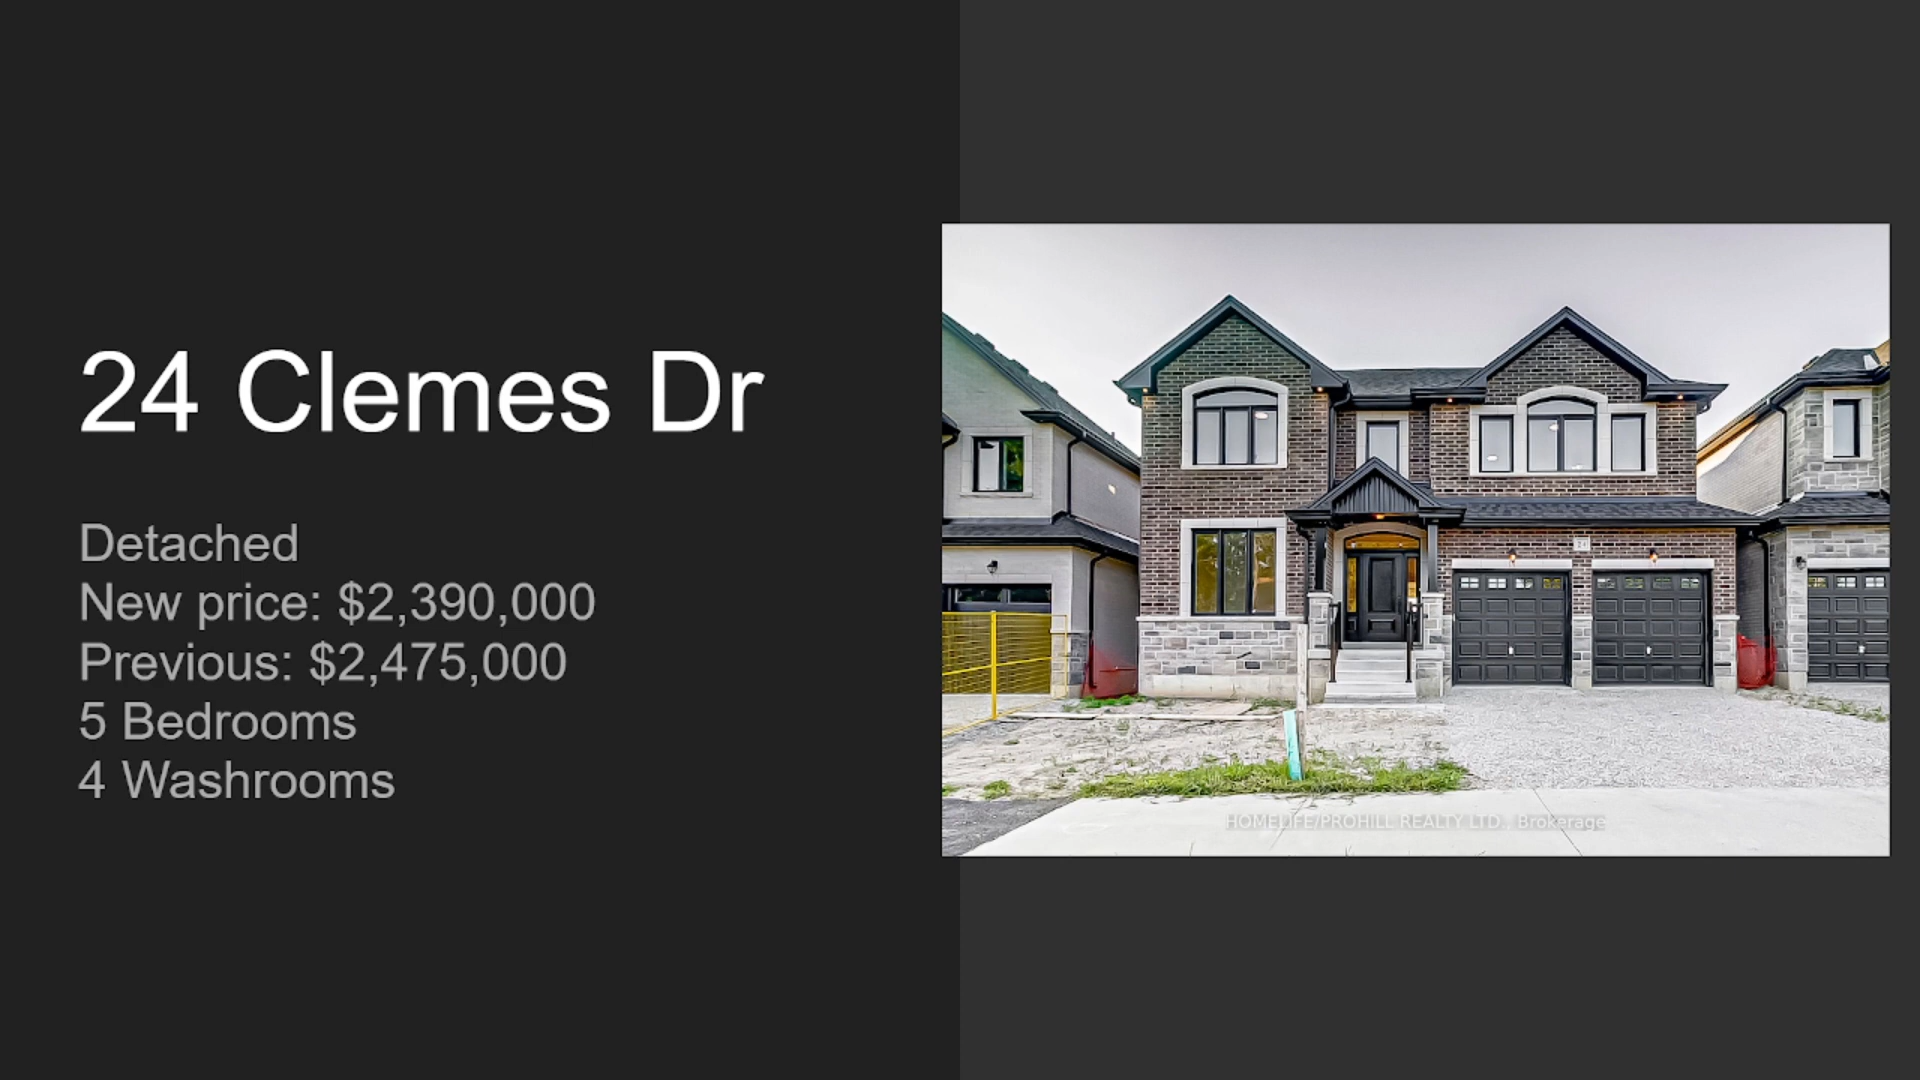 24 Clemes Dr
Detached
New price: $2,390,000
Previous: $2,475,000
5 Bedrooms
4 Washrooms
24
HOMELIFE/PROHILL REALTY LTD., Brokerage